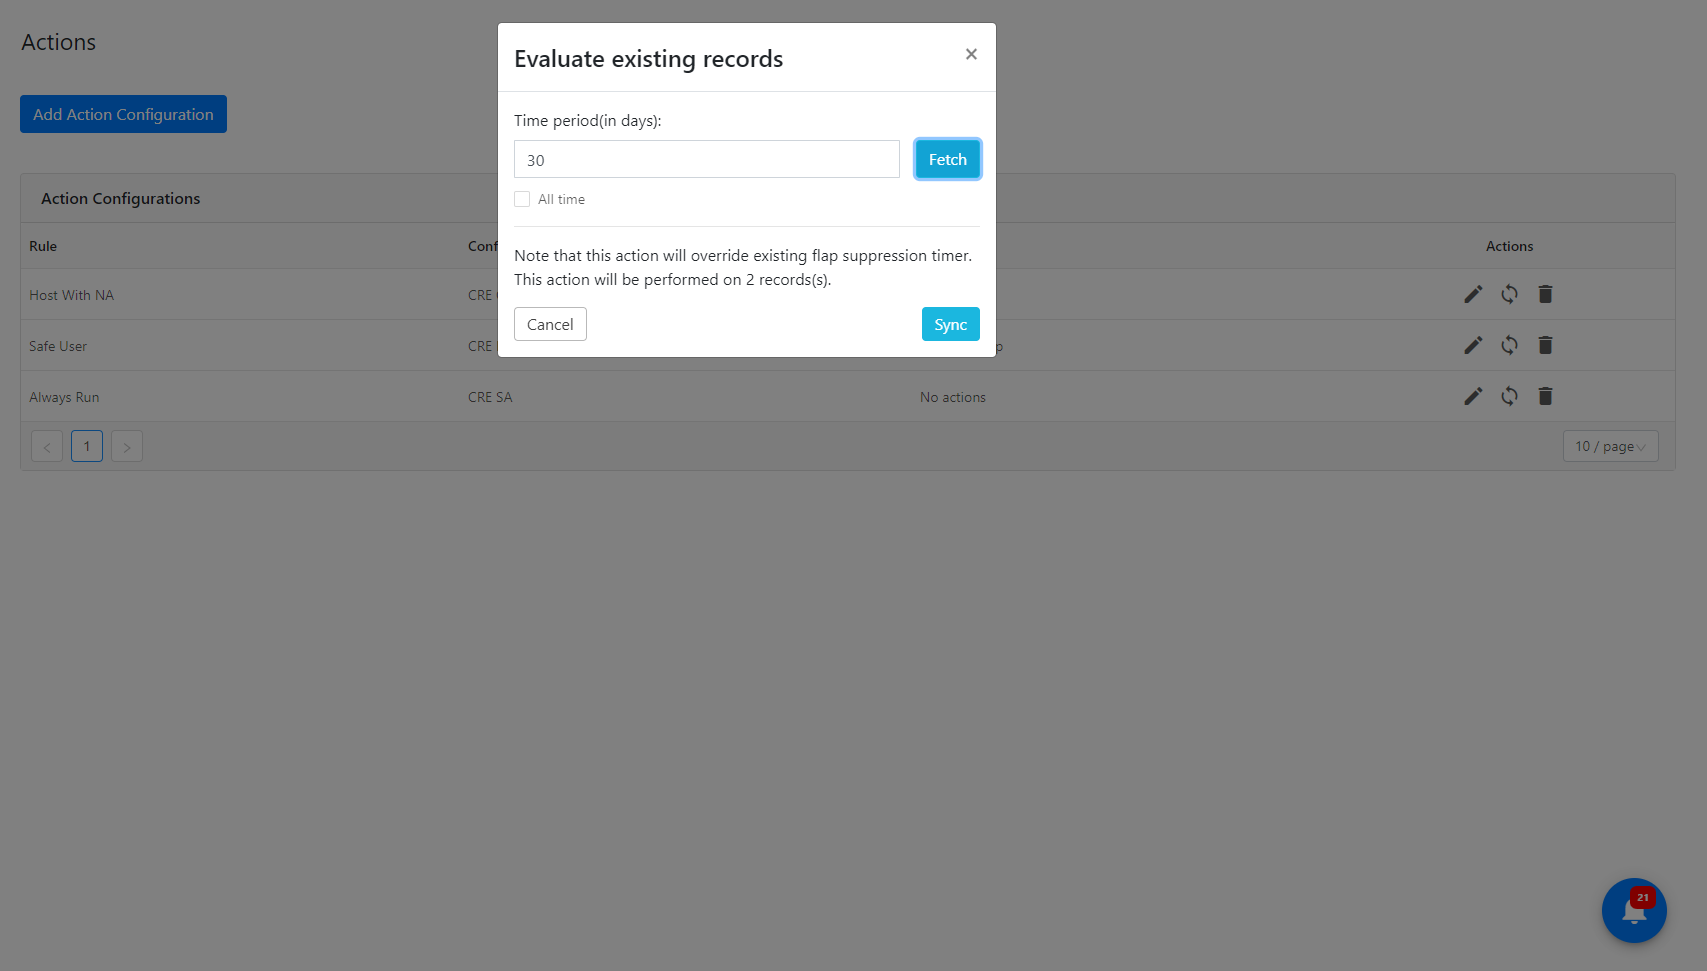 Actions
Evaluate existing records
×
Add Action Configuration
Time period(in days):
30
Fetch
All time
Note that this action will override existing flap suppression timer.
This action will be performed on 2 records(s).
Cancel
Sync
Action Configurations
Rule
Conf
Actions
Host With NA
CRE
Safe User
CRE
p
Always Run
CRE SA
No actions
<
1
>
10 / page
21